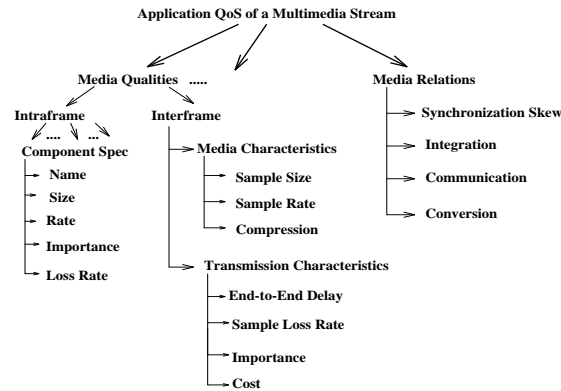 Application QoS of a Multimedia Stream
Media Qualities .....
Media Relations
Intraframe
Interframe
.... ...
Component Spec
Name
Size
Rate
Importance
Loss Rate
Media Characteristics
Sample Size
Sample Rate
Compression
Transmission Characteristics
End-to-End Delay
Sample Loss Rate
Importance
Cost
Synchronization Skew
Integration
Communication
Conversion